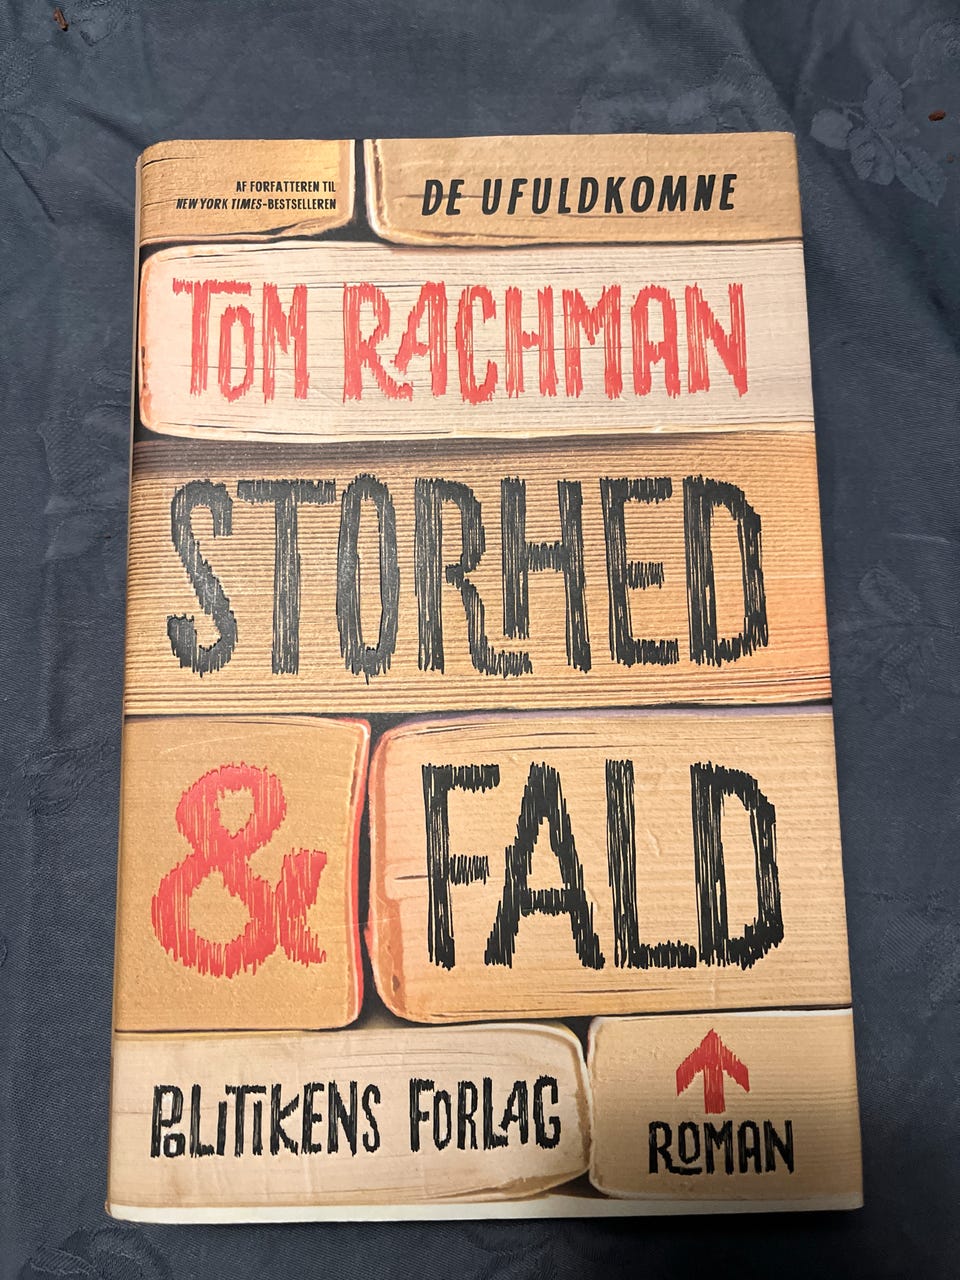 AF FORFATTEREN TIL
NEW YORK TIMES-BESTSELLEREN
DE UFULDKOMNE
TOM RACHMAN
STORHED
& FALD
POLITIKENS FORLAG
ROMAN